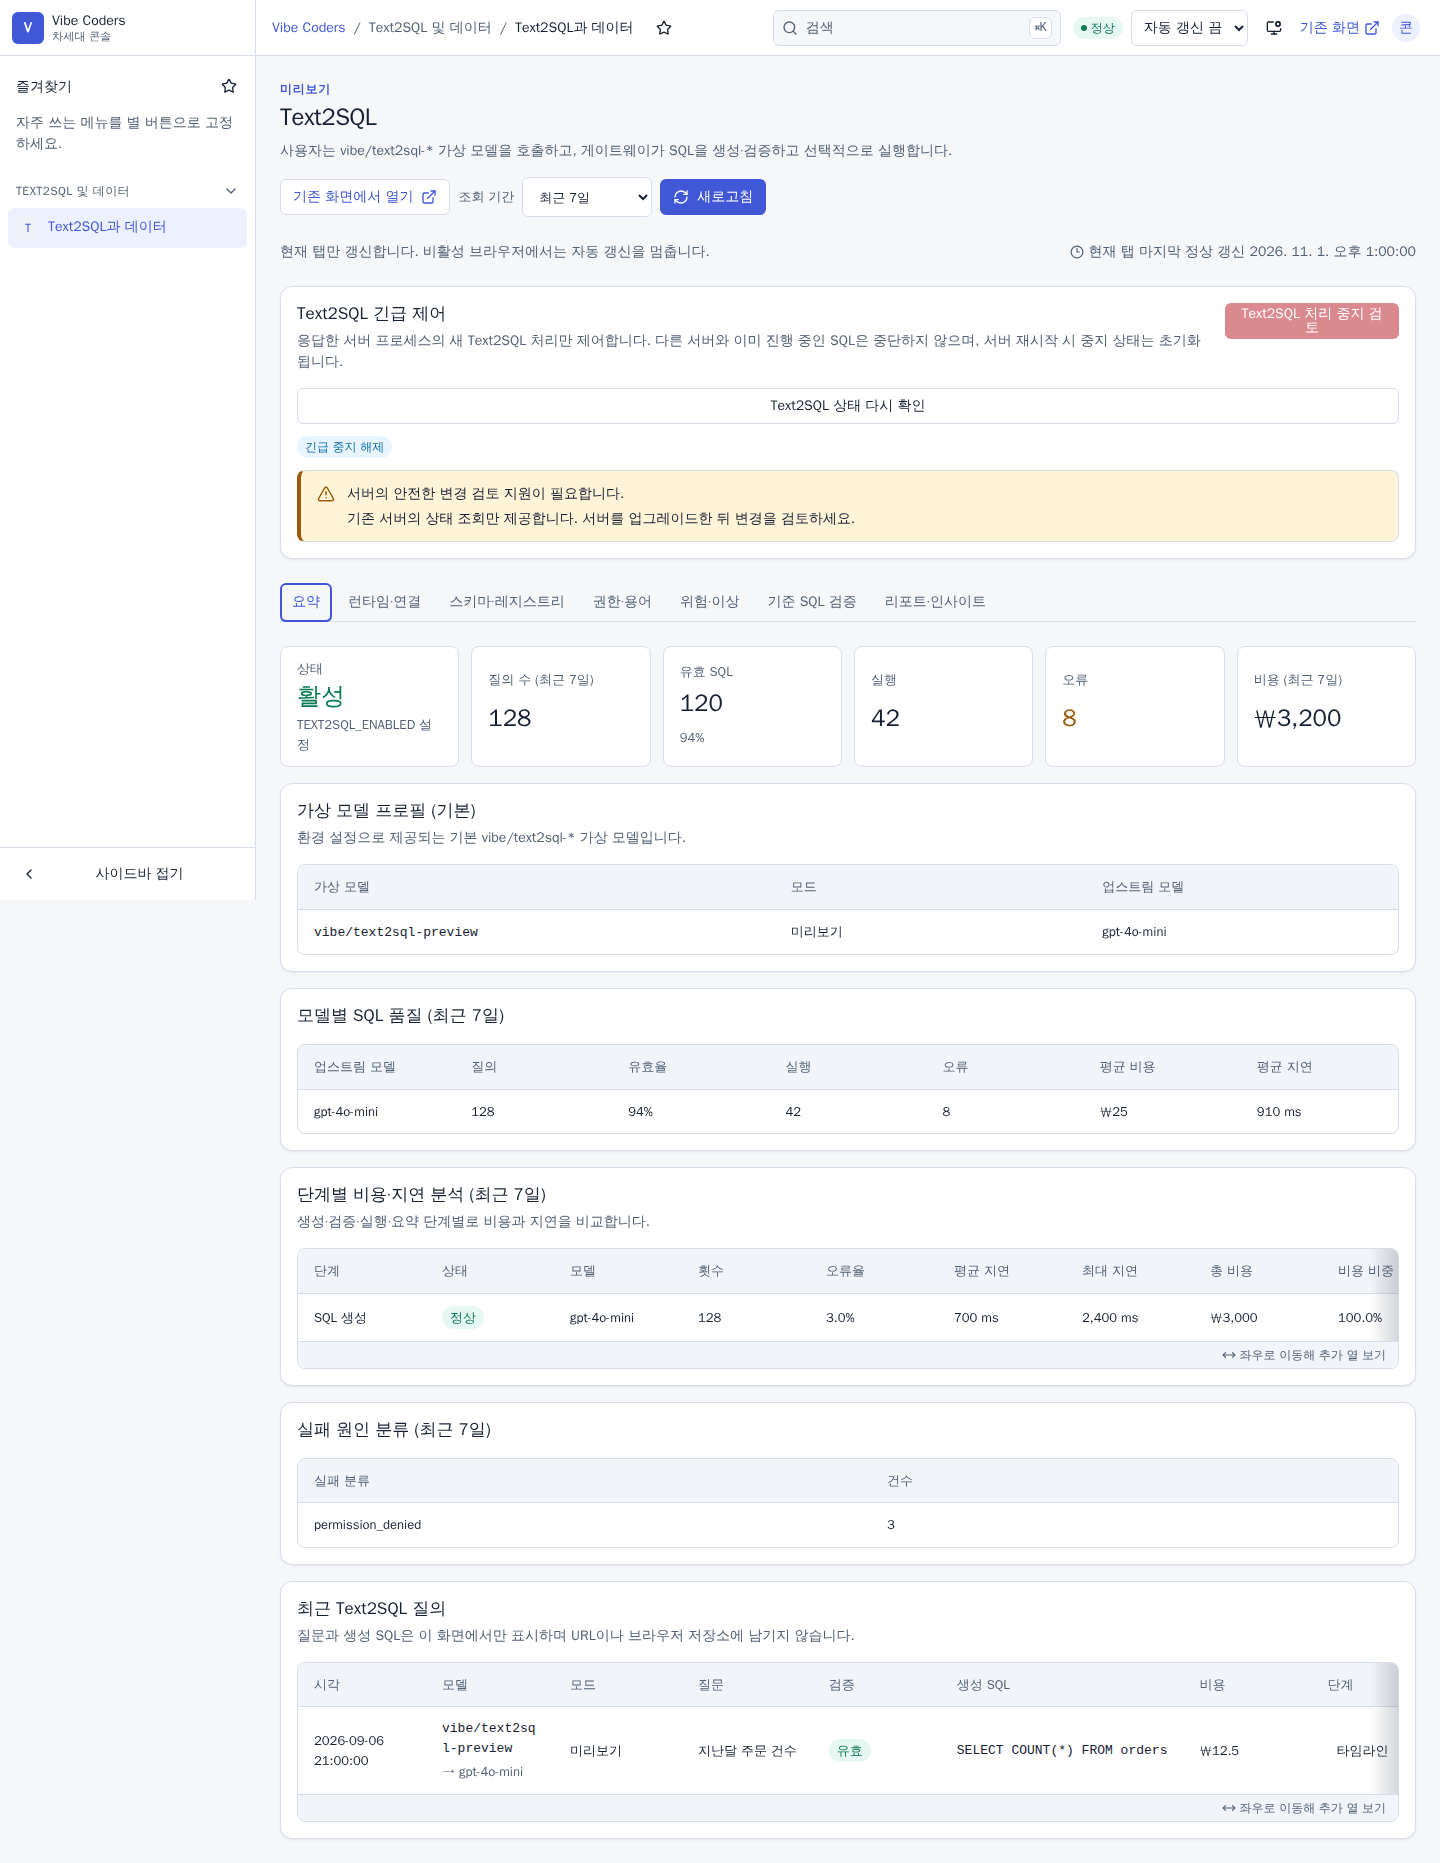 V
Vibe Coders
차세대 콘솔
Vibe Coders / Text2SQL 및 데이터 / Text2SQL과 데이터
검색
⌘K
정상
자동 갱신 끔
기존 화면
콘
즐겨찾기
자주 쓰는 메뉴를 별 버튼으로 고정
하세요.
TEXT2SQL 및 데이터
T Text2SQL과 데이터
사이드바 접기
미리보기
Text2SQL
사용자는 vibe/text2sql-* 가상 모델을 호출하고, 게이트웨이가 SQL을 생성·검증하고 선택적으로 실행합니다.
기존 화면에서 열기
조회 기간
최근 7일
새로고침
현재 탭만 갱신합니다. 비활성 브라우저에서는 자동 갱신을 멈춥니다.
현재 탭 마지막 정상 갱신 2026. 11. 1. 오후 1:00:00
Text2SQL 긴급 제어
응답한 서버 프로세스의 새 Text2SQL 처리만 제어합니다. 다른 서버와 이미 진행 중인 SQL은 중단하지 않으며, 서버 재시작 시 중지 상태는 초기화
됩니다.
Text2SQL 처리 중지 검
토
Text2SQL 상태 다시 확인
긴급 중지 해제
서버의 안전한 변경 검토 지원이 필요합니다.
기존 서버의 상태 조회만 제공합니다. 서버를 업그레이드한 뒤 변경을 검토하세요.
요약 런타임·연결 스키마·레지스트리 권한·용어 위험·이상 기준 SQL 검증 리포트·인사이트
상태
활성
TEXT2SQL_ENABLED 설
정
질의 수 (최근 7일)
128
유효 SQL
120
94%
실행
42
오류
8
비용 (최근 7일)
₩3,200
가상 모델 프로필 (기본)
환경 설정으로 제공되는 기본 vibe/text2sql-* 가상 모델입니다.
가상 모델 모드 업스트림 모델
vibe/text2sql-preview 미리보기 gpt-4o-mini
모델별 SQL 품질 (최근 7일)
업스트림 모델 질의 유효율 실행 오류 평균 비용 평균 지연
gpt-4o-mini 128 94% 42 8 ₩25 910 ms
단계별 비용·지연 분석 (최근 7일)
생성·검증·실행·요약 단계별로 비용과 지연을 비교합니다.
단계 상태 모델 횟수 오류율 평균 지연 최대 지연 총 비용 비용 비중
SQL 생성 정상 gpt-4o-mini 128 3.0% 700 ms 2,400 ms ₩3,000 100.0%
↔ 좌우로 이동해 추가 열 보기
실패 원인 분류 (최근 7일)
실패 분류 건수
permission_denied 3
최근 Text2SQL 질의
질문과 생성 SQL은 이 화면에서만 표시하며 URL이나 브라우저 저장소에 남기지 않습니다.
시각 모델 모드 질문 검증 생성 SQL 비용 단계
2026-09-06
21:00:00
vibe/text2sq
l-preview
→ gpt-4o-mini
미리보기 지난달 주문 건수 유효 SELECT COUNT(*) FROM orders ₩12.5 타임라인
↔ 좌우로 이동해 추가 열 보기